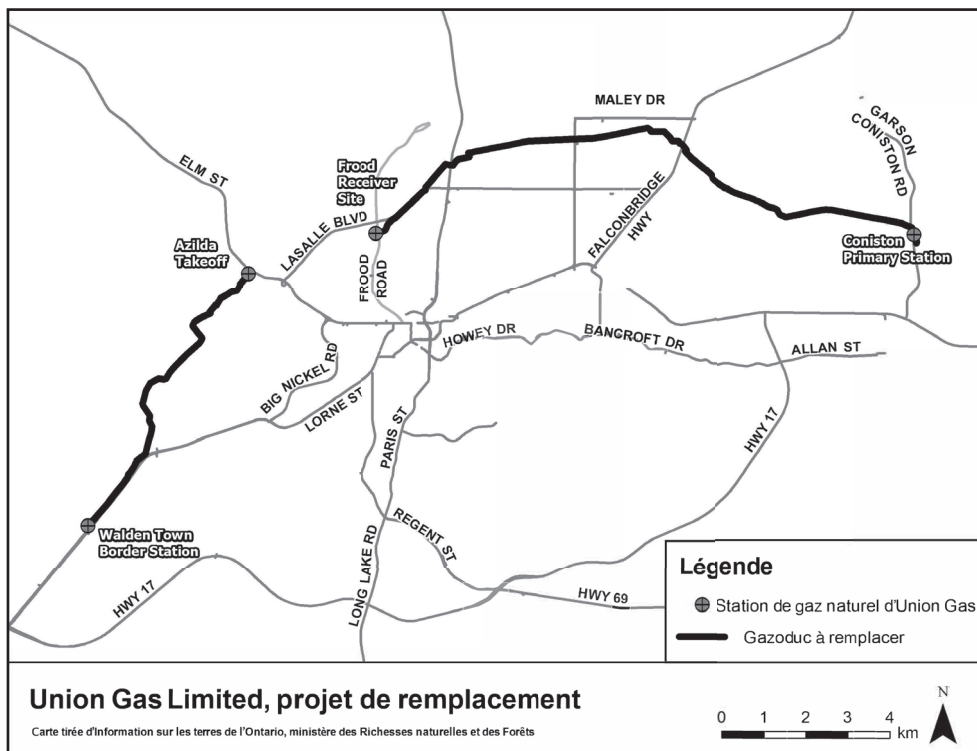 MALEY DR
GARSON
CONISTON RD
ELM ST
Frood
Receiver
Site
LASALLE BLVD
FALCONBRIDGE
HWY
Azilda
Takeoff
Coniston
Primary Station
FROOD
ROAD
HOWEY DR
BANCROFT DR
ALLAN ST
BIG NICKEL RD
LORNE ST
PARIS ST
HWY 17
Walden Town
Border Station
REGENT ST
LONG LAKE RD
HWY 17
HWY 69
Légende
Station de gaz naturel d'Union Gas
Gazoduc à remplacer
Union Gas Limited, projet de remplacement
Carte tirée d'Information sur les terres de l'Ontario, ministère des Richesses naturelles et des Forêts
0 1 2 3 4
km
N